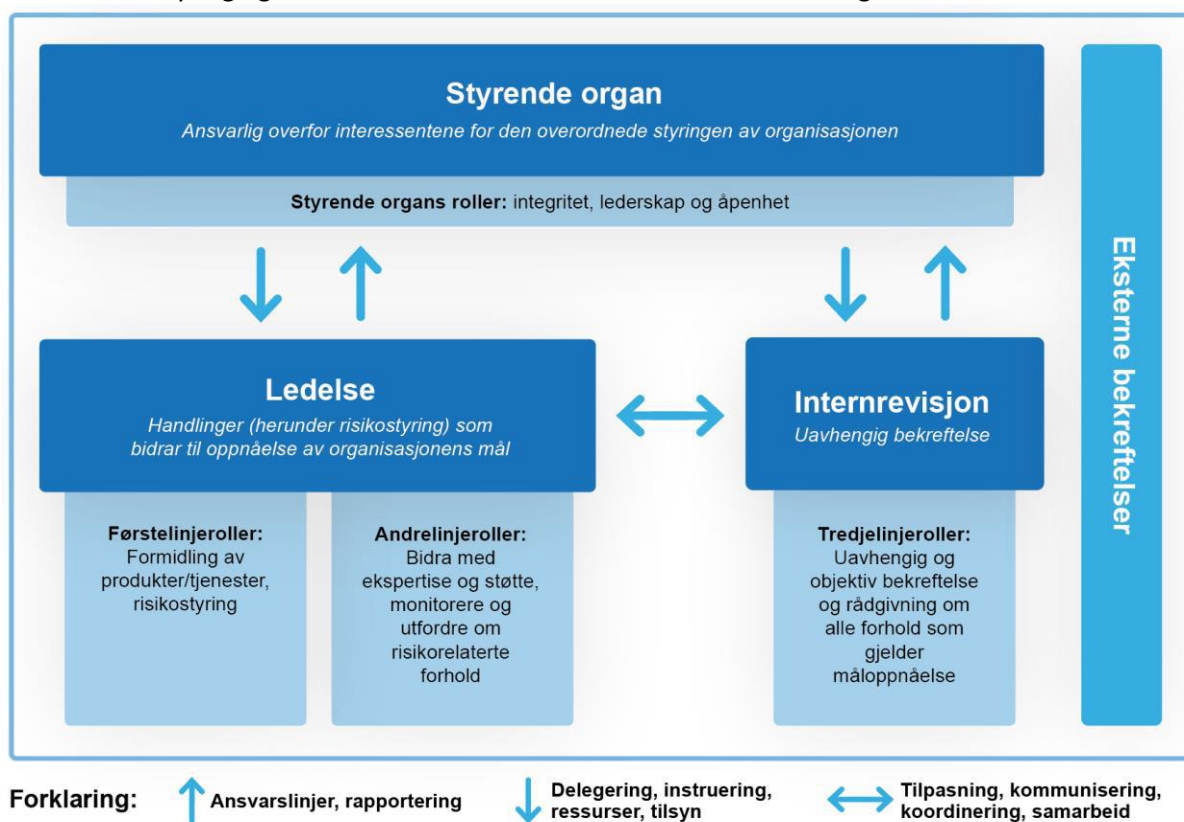 Styrende organ
Ansvarlig overfor interessentene for den overordnede styringen av organisasjonen
Styrende organs roller: integritet, lederskap og åpenhet
Ledelse
Handlinger (herunder risikostyring) som
bidrar til oppnåelse av organisasjonens mål
Førstelinjeroller:
Formidling av
produkter/tjenester,
risikostyring
Andrelinjeroller:
Bidra med
ekspertise og støtte,
monitorere og
utfordre om
risikorelaterte
forhold
Internrevisjon
Uavhengig bekreftelse
Tredjelinjeroller:
Uavhengig og
objektiv bekreftelse
og rådgivning om
alle forhold som
gjelder
måloppnåelse
Eksterne bekreftelser
Forklaring:
Ansvarslinjer, rapportering
Delegering, instruering,
ressurser, tilsyn
Tilpasning, kommunisering,
koordinering, samarbeid